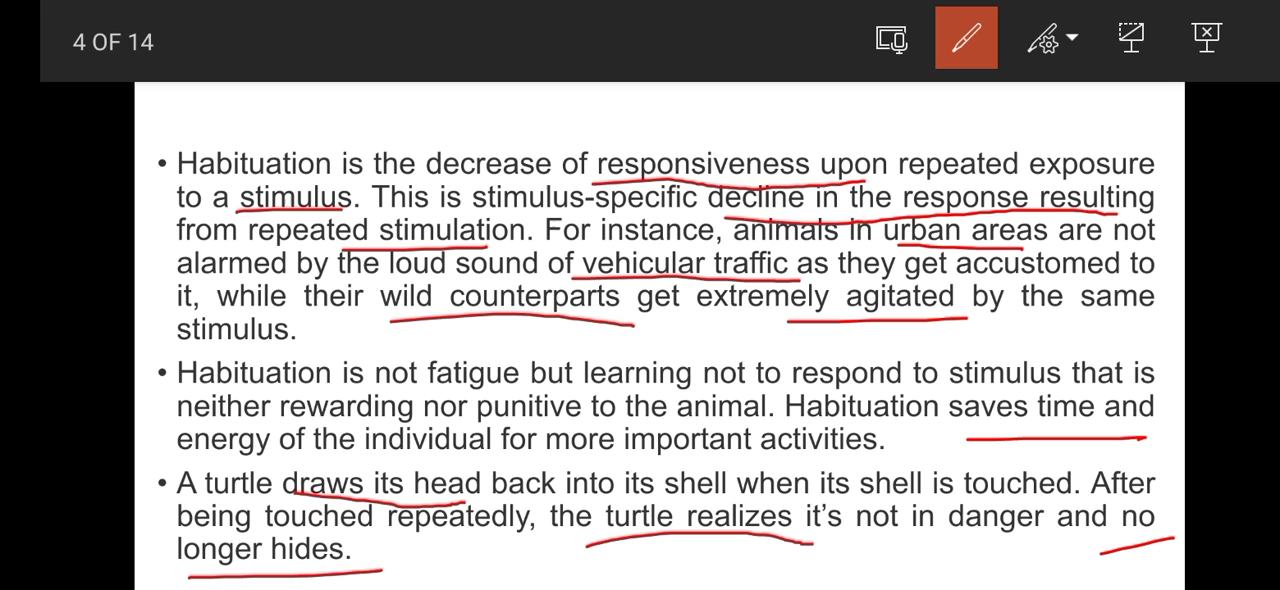 4 OF 14
• Habituation is the decrease of responsiveness upon repeated exposure
to a stimulus. This is stimulus-specific decline in the response resulting
from repeated stimulation. For instance, animals in urban areas are not
alarmed by the loud sound of vehicular traffic as they get accustomed to
it, while their wild counterparts get extremely agitated by the same
stimulus.
• Habituation is not fatigue but learning not to respond to stimulus that is
neither rewarding nor punitive to the animal. Habituation saves time and
energy of the individual for more important activities.
• A turtle draws its head back into its shell when its shell is touched. After
being touched repeatedly, the turtle realizes it’s not in danger and no
longer hides.